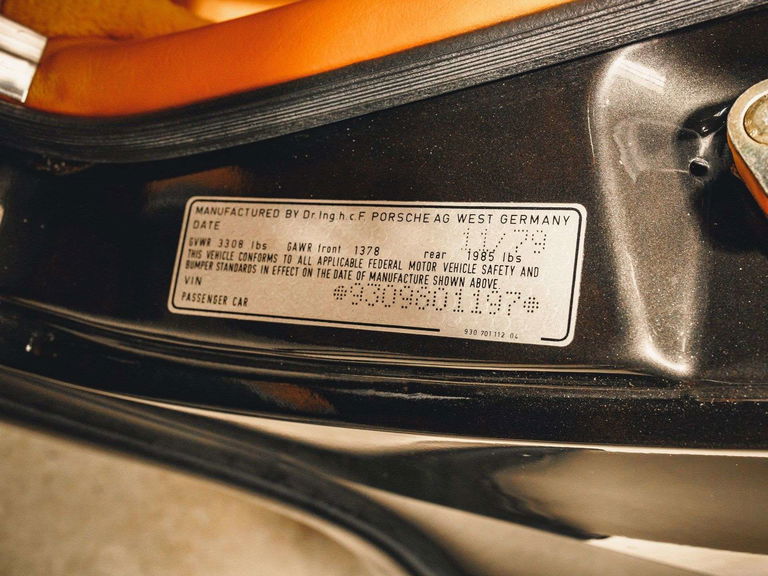 MANUFACTURED BY Dr.Ing.h.c.F. PORSCHE AG WEST GERMANY
DATE 11/79
GVWR 3308 lbs GAWR front 1378 rear 1985 lbs
THIS VEHICLE CONFORMS TO ALL APPLICABLE FEDERAL MOTOR VEHICLE SAFETY AND
BUMPER STANDARDS IN EFFECT ON THE DATE OF MANUFACTURE SHOWN ABOVE.
VIN
PASSENGER CAR
930 701 112 04